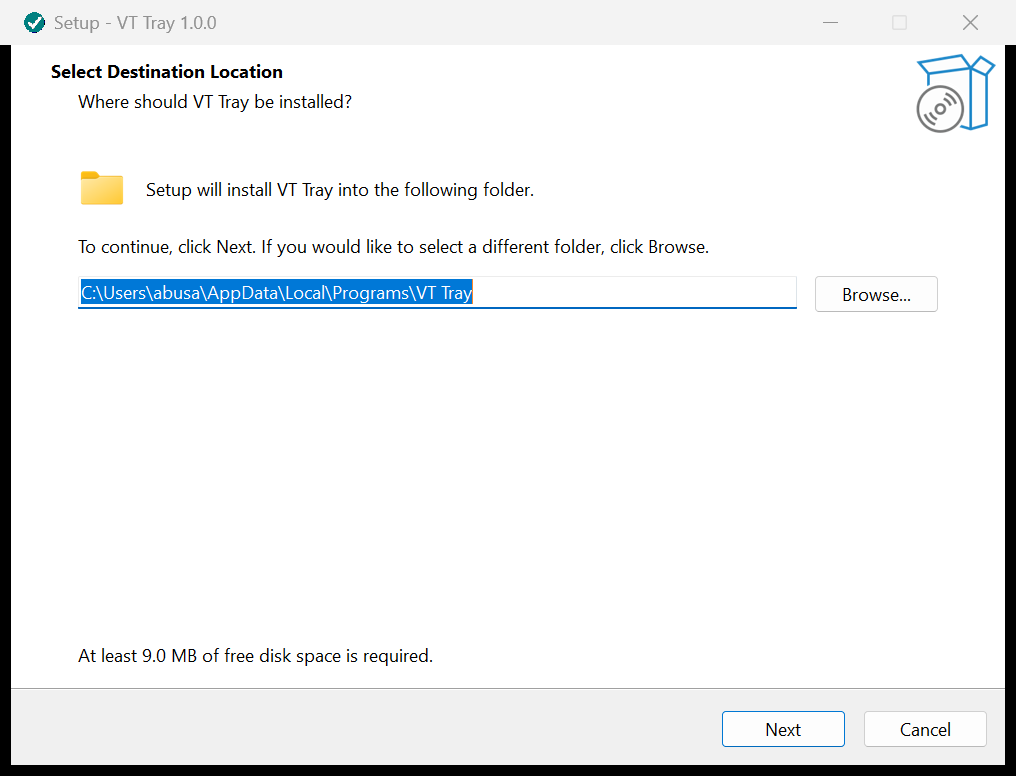 Setup - VT Tray 1.0.0
Select Destination Location
Where should VT Tray be installed?
Setup will install VT Tray into the following folder.
To continue, click Next. If you would like to select a different folder, click Browse.
C:\Users\abusa\AppData\Local\Programs\VT Tray
Browse...
At least 9.0 MB of free disk space is required.
Next
Cancel